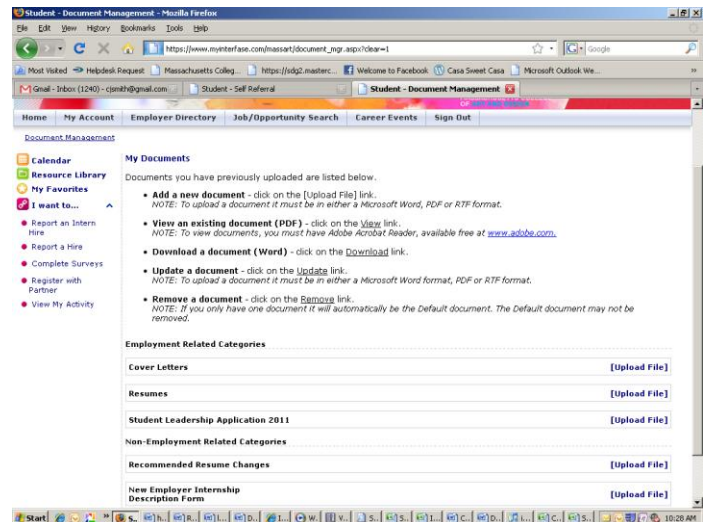 Student - Document Management - Mozilla Firefox
File Edit View History Bookmarks Tools Help
https://www.myinterfase.com/massart/document_mgr.aspx?clear=1
Google
Most Visited Helpdesk Request Massachusetts Colleg... https://sdg2.masterc... Welcome to Facebook Casa Sweet Casa Microsoft Outlook We...
Gmail - Inbox (1240) - cjsmith@gmail.com Student - Self Referral Student - Document Management
Home My Account Employer Directory Job/Opportunity Search Career Events Sign Out
Document Management
Calendar
Resource Library
My Favorites
I want to...
Report an Intern
Hire
Report a Hire
Complete Surveys
Register with
Partner
View My Activity
My Documents
Documents you have previously uploaded are listed below.
• Add a new document - click on the [Upload File] link.
NOTE: To upload a document it must be in either a Microsoft Word, PDF or RTF format.
• View an existing document (PDF) - click on the View link.
NOTE: To view documents, you must have Adobe Acrobat Reader, available free at www.adobe.com.
• Download a document (Word) - click on the Download link.
• Update a document - click on the Update link.
NOTE: To upload a document it must be in either a Microsoft Word format, PDF or RTF format.
• Remove a document - click on the Remove link.
NOTE: If you only have one document it will automatically be the Default document. The Default document may not be
removed.
Employment Related Categories
Cover Letters [Upload File]
Resumes [Upload File]
Student Leadership Application 2011 [Upload File]
Non-Employment Related Categories
Recommended Resume Changes [Upload File]
New Employer Internship
Description Form [Upload File]
Start 10:28 AM